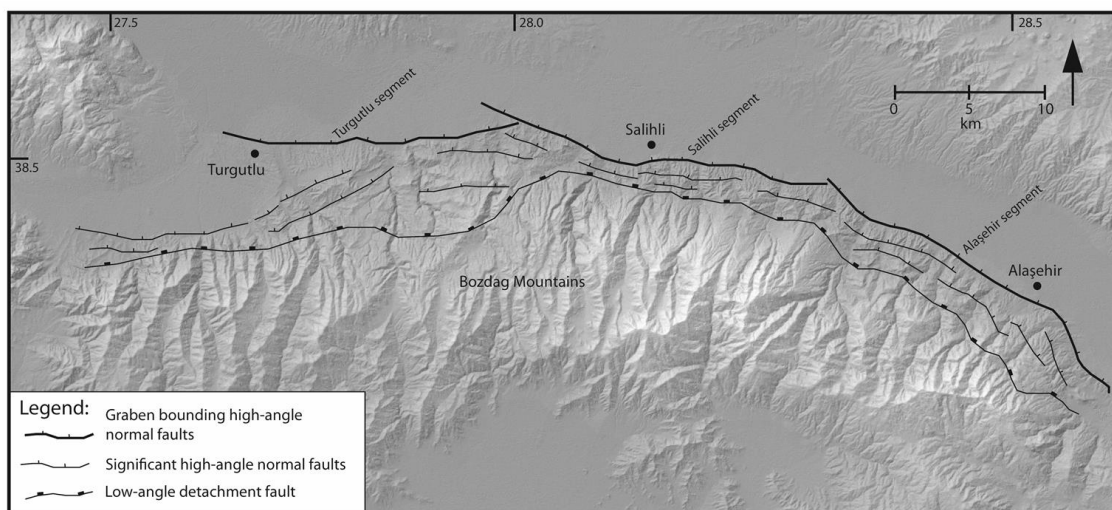 27.5
28.0
28.5
38.5
Turgutlu segment
Salihli
Salihli segment
0
10
km
Turgutlu
Alaşehir segment
Alaşehir
Bozdag Mountains
Legend:
Graben bounding high-angle
normal faults
Significant high-angle normal faults
Low-angle detachment fault